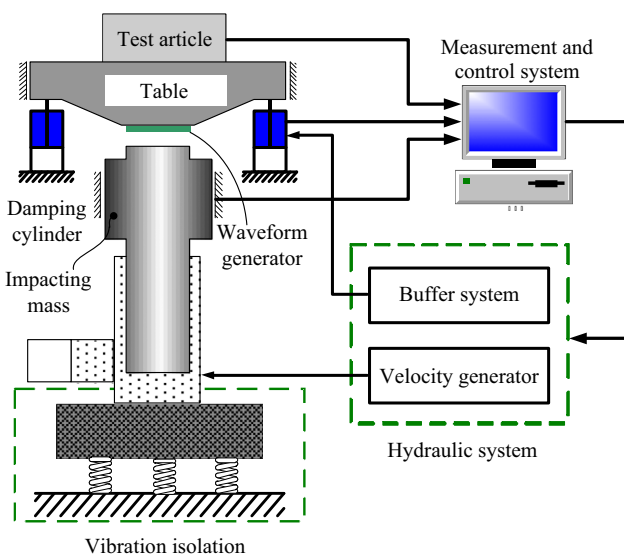 Test article
Measurement and
control system
Table
Damping
cylinder
Waveform
generator
Impacting
mass
Buffer system
Velocity generator
Hydraulic system
Vibration isolation